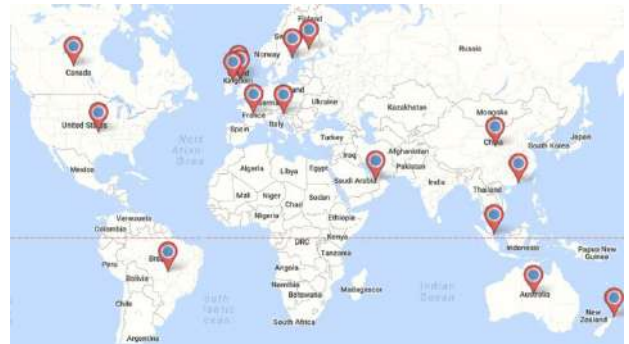 Finland
Norway
Russia
Canada
Kingdom
Ukraine
Kazakhstan
Mongolia
United States
France
Italy
Spain
Turkey
China
South Korea
Japan
Iraq
Afghanistan
Pakistan
Mexico
Algeria
Libya
Egypt
Saudi Arabia
India
Thailand
Mali
Niger
Chad
Sudan
Venezuela
Nigeria
Ethiopia
Colombia
DRC
Kenya
Indonesia
Papua New
Guinea
Peru
Tanzania
Bolivia
Angola
Indian
Ocean
Namibia
Botswana
Madagascar
Australia
Chile
South Africa
New
Zealand
Argentina